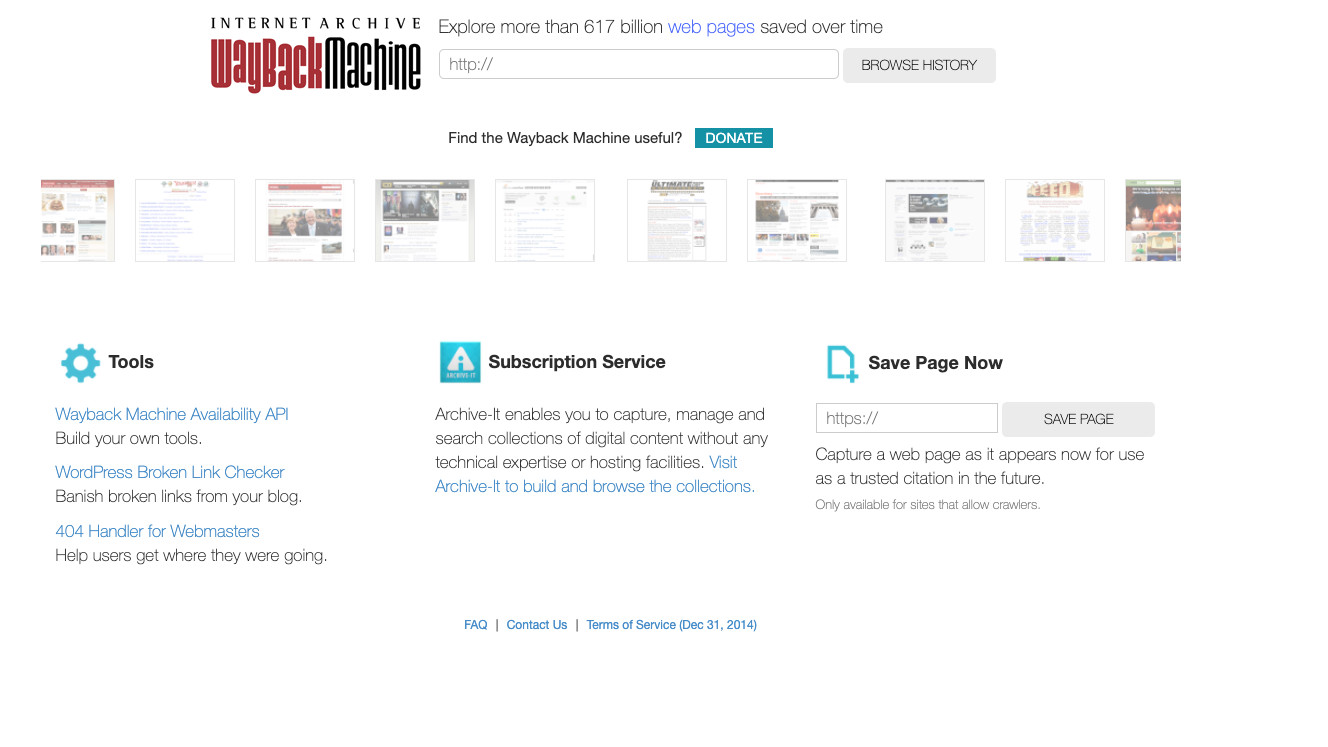 INTERNET ARCHIVE
WayBackMachine
Explore more than 617 billion web pages saved over time
http://
BROWSE HISTORY
Find the Wayback Machine useful?
DONATE
Tools
Wayback Machine Availability API
Build your own tools.
WordPress Broken Link Checker
Banish broken links from your blog.
404 Handler for Webmasters
Help users get where they were going.
ARCHIVE-IT
Subscription Service
Archive-It enables you to capture, manage and
search collections of digital content without any
technical expertise or hosting facilities. Visit
Archive-It to build and browse the collections.
Save Page Now
https://
SAVE PAGE
Capture a web page as it appears now for use
as a trusted citation in the future.
Only available for sites that allow crawlers.
FAQ | Contact Us | Terms of Service (Dec 31, 2014)